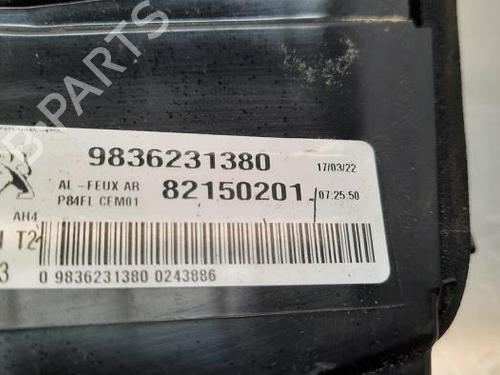 B-PARTS
9836231380
17/03/22
AL-FEUX AR
P84FL CEM01
82150201
07:25:50
AH4
T2
3
0 9836231380 0243886